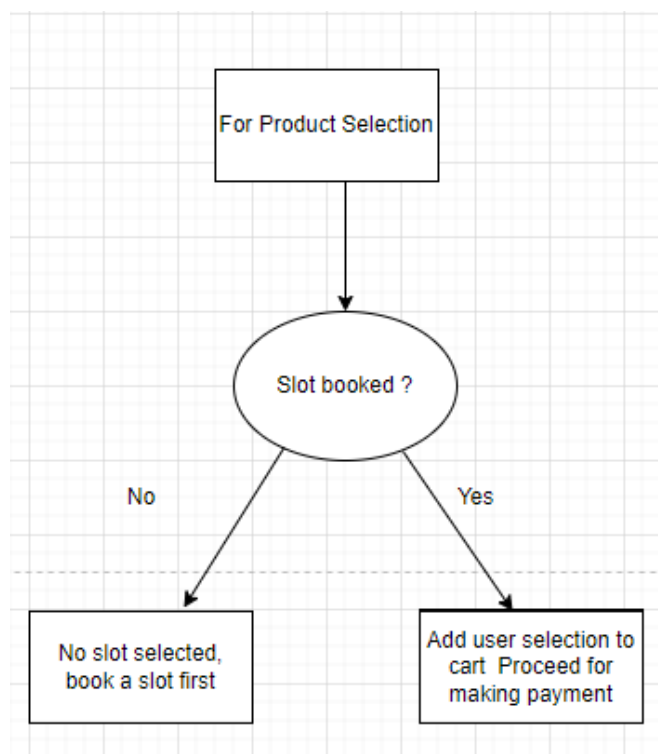 For Product Selection
Slot booked ?
No
Yes
No slot selected,
book a slot first
Add user selection to
cart  Proceed for
making payment